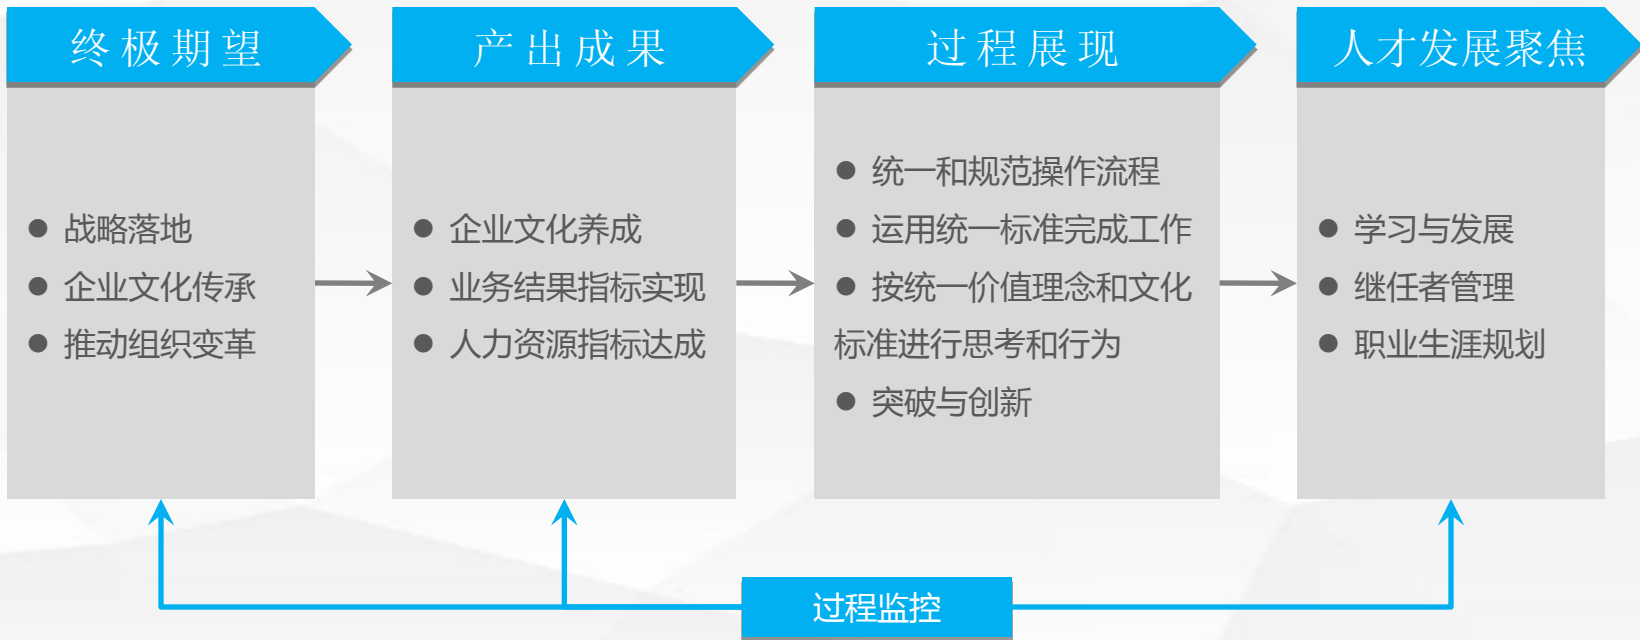 终极期望
战略落地
企业文化传承
推动组织变革
产出成果
企业文化养成
业务结果指标实现
人力资源指标达成
过程展现
统一和规范操作流程
运用统一标准完成工作
按统一价值理念和文化
标准进行思考和行为
突破与创新
人才发展聚焦
学习与发展
继任者管理
职业生涯规划
过程监控